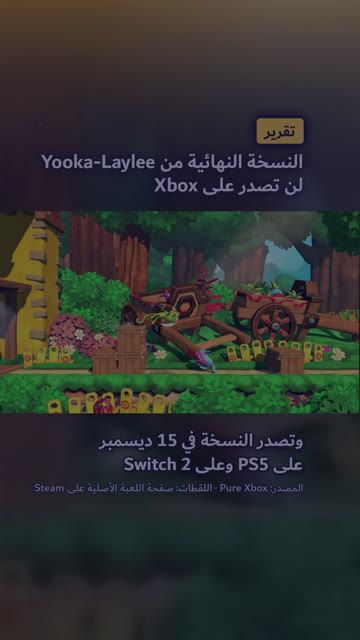 تقرير
النسخة النهائية من Yooka-Laylee
لن تصدر على Xbox
وتصدر النسخة في 15 ديسمبر
على PS5 وعلى Switch 2
المصدر: Pure Xbox · اللقطات: صفحة اللعبة الأصلية على Steam